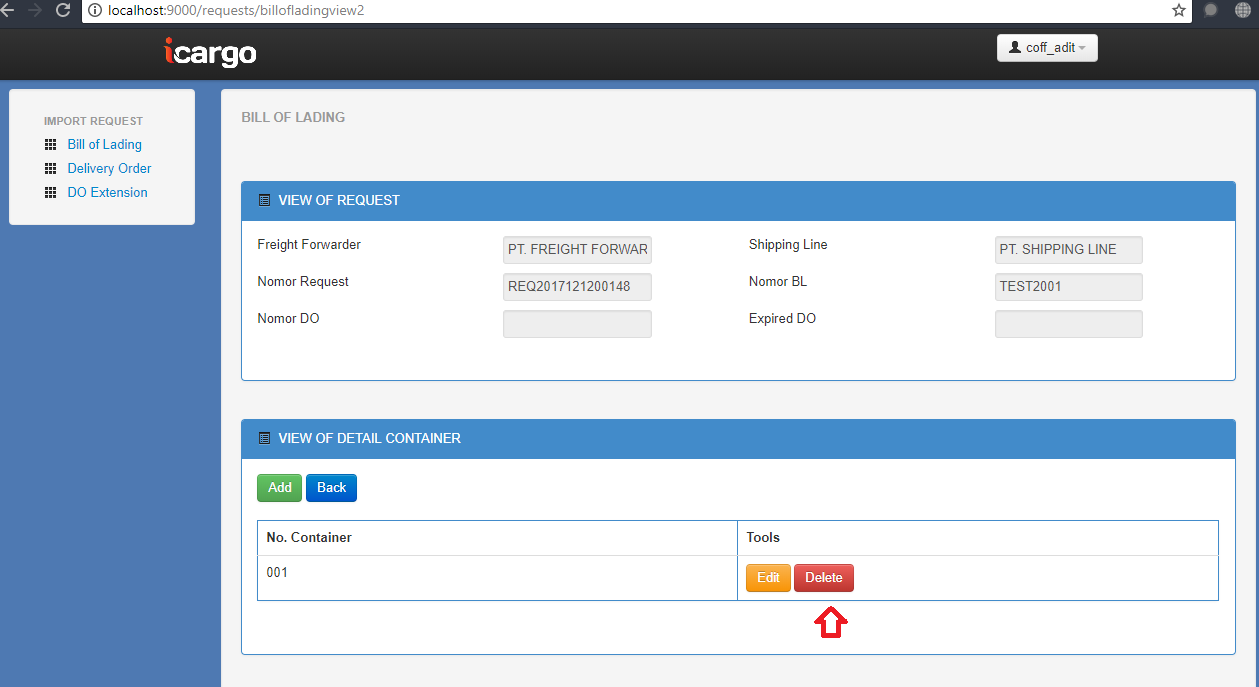 localhost:9000/requests/billofladingview2
icargo
coff_adit
IMPORT REQUEST
Bill of Lading
Delivery Order
DO Extension
BILL OF LADING
VIEW OF REQUEST
Freight Forwarder PT. FREIGHT FORWAR Shipping Line PT. SHIPPING LINE
Nomor Request REQ2017121200148 Nomor BL TEST2001
Nomor DO Expired DO
VIEW OF DETAIL CONTAINER
Add Back
No. Container Tools
001 Edit Delete